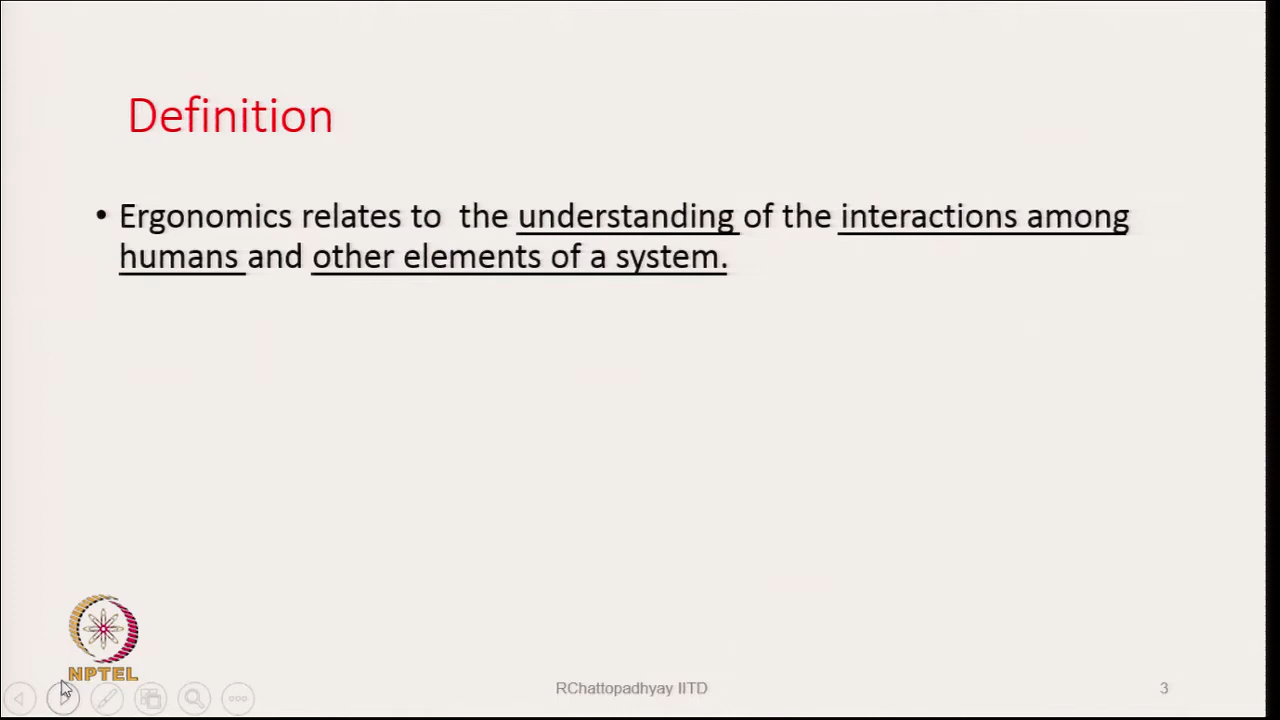 Definition
• Ergonomics relates to the understanding of the interactions among
humans and other elements of a system.
NPTEL
RChattopadhyay IITD
3